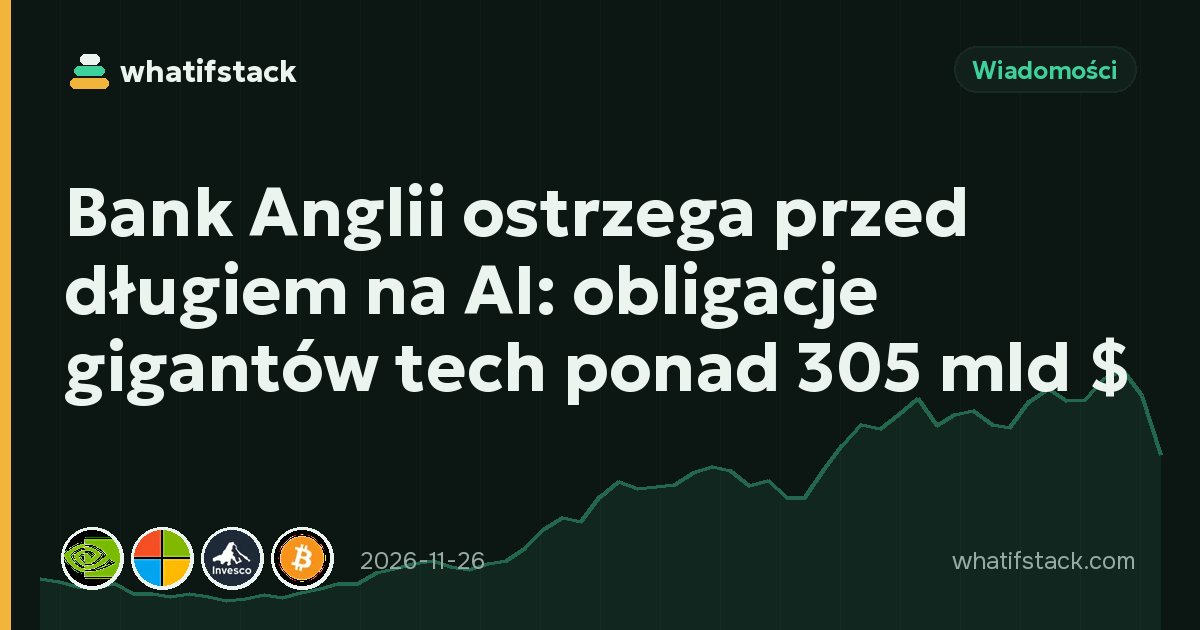 whatifstack
Wiadomości
Bank Anglii ostrzega przed
długiem na AI: obligacje
gigantów tech ponad 305 mld $
Invesco
2026-11-26
whatifstack.com